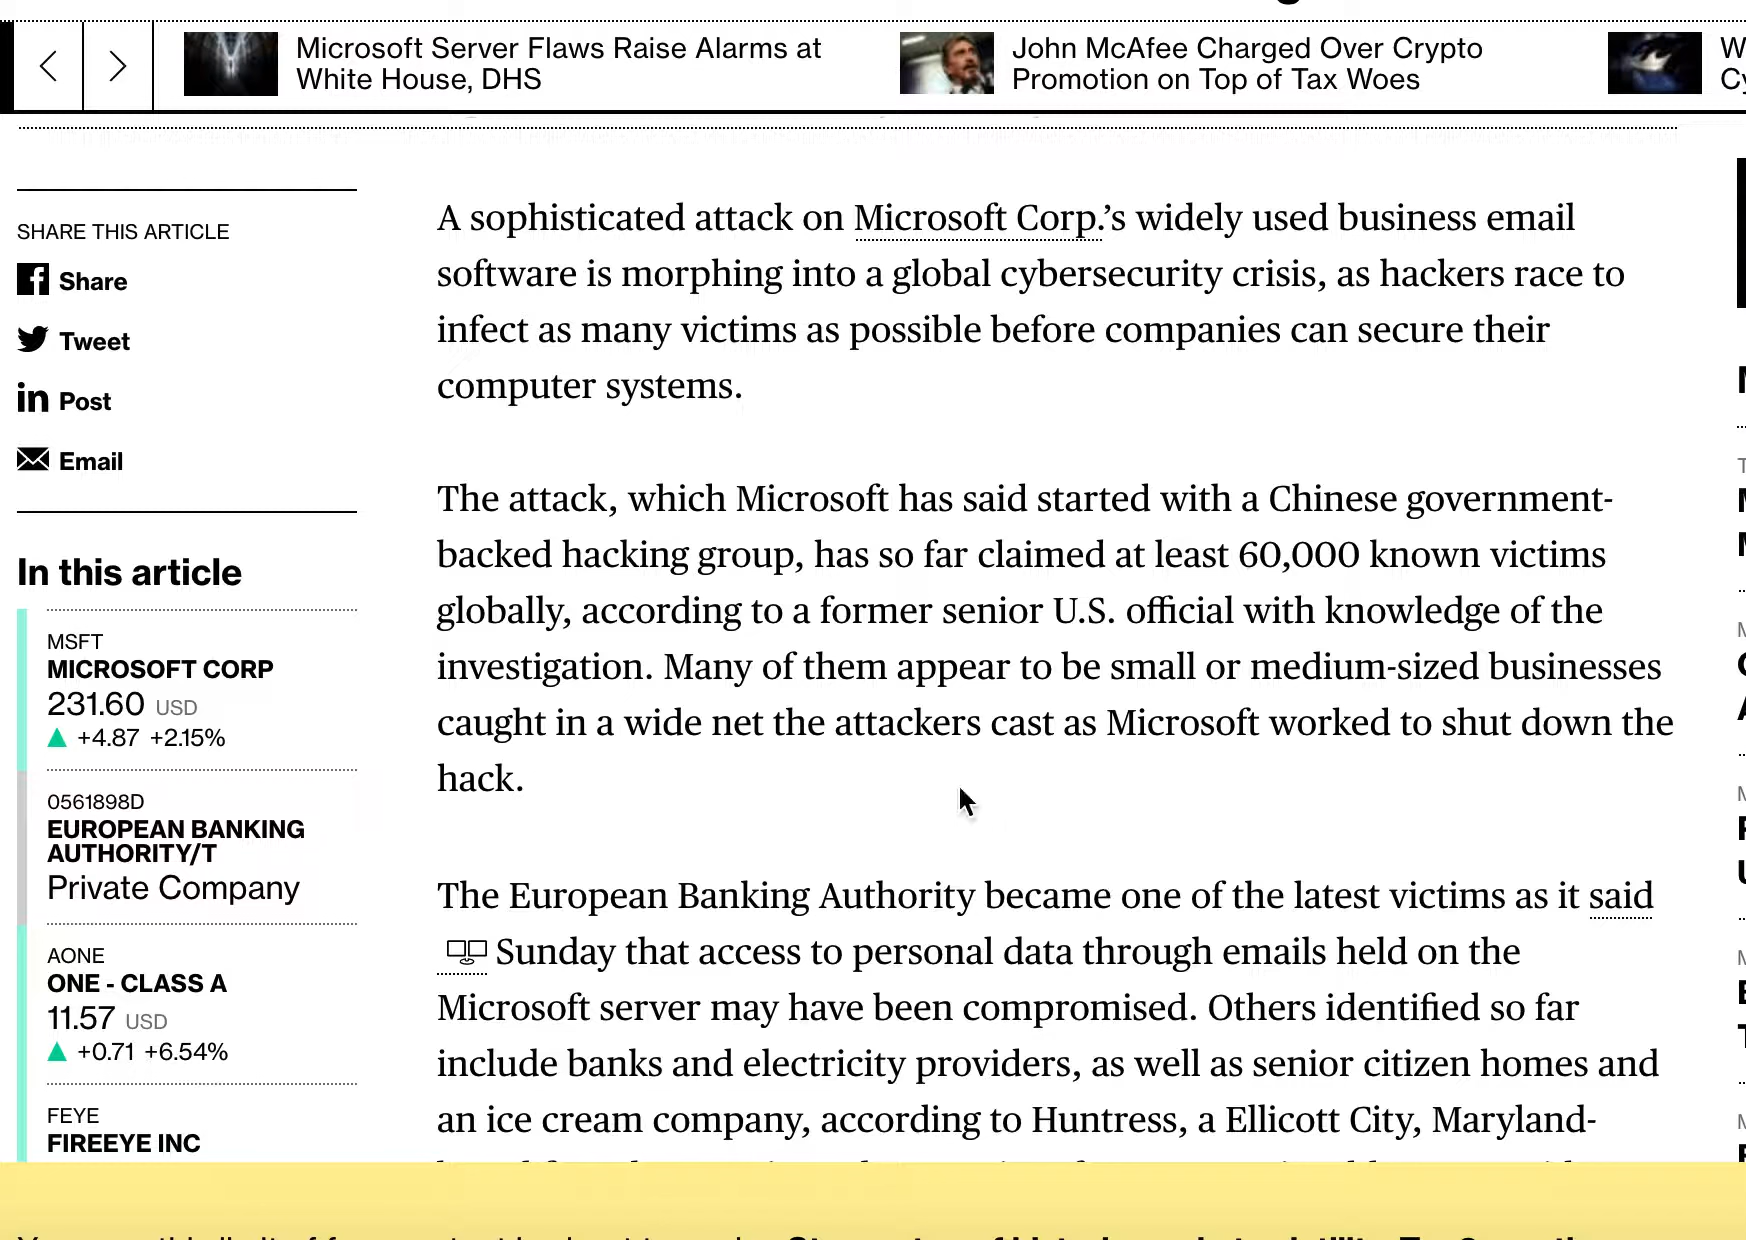 Microsoft Server Flaws Raise Alarms at
White House, DHS
John McAfee Charged Over Crypto
Promotion on Top of Tax Woes
SHARE THIS ARTICLE
Share
Tweet
in Post
Email
In this article
MSFT
MICROSOFT CORP
231.60 USD
▲ +4.87 +2.15%
0561898D
EUROPEAN BANKING
AUTHORITY/T
Private Company
AONE
ONE - CLASS A
11.57 USD
▲ +0.71 +6.54%
FEYE
FIREEYE INC
A sophisticated attack on Microsoft Corp.’s widely used business email
software is morphing into a global cybersecurity crisis, as hackers race to
infect as many victims as possible before companies can secure their
computer systems.
The attack, which Microsoft has said started with a Chinese government-
backed hacking group, has so far claimed at least 60,000 known victims
globally, according to a former senior U.S. official with knowledge of the
investigation. Many of them appear to be small or medium-sized businesses
caught in a wide net the attackers cast as Microsoft worked to shut down the
hack.
The European Banking Authority became one of the latest victims as it said
Sunday that access to personal data through emails held on the
Microsoft server may have been compromised. Others identified so far
include banks and electricity providers, as well as senior citizen homes and
an ice cream company, according to Huntress, a Ellicott City, Maryland-